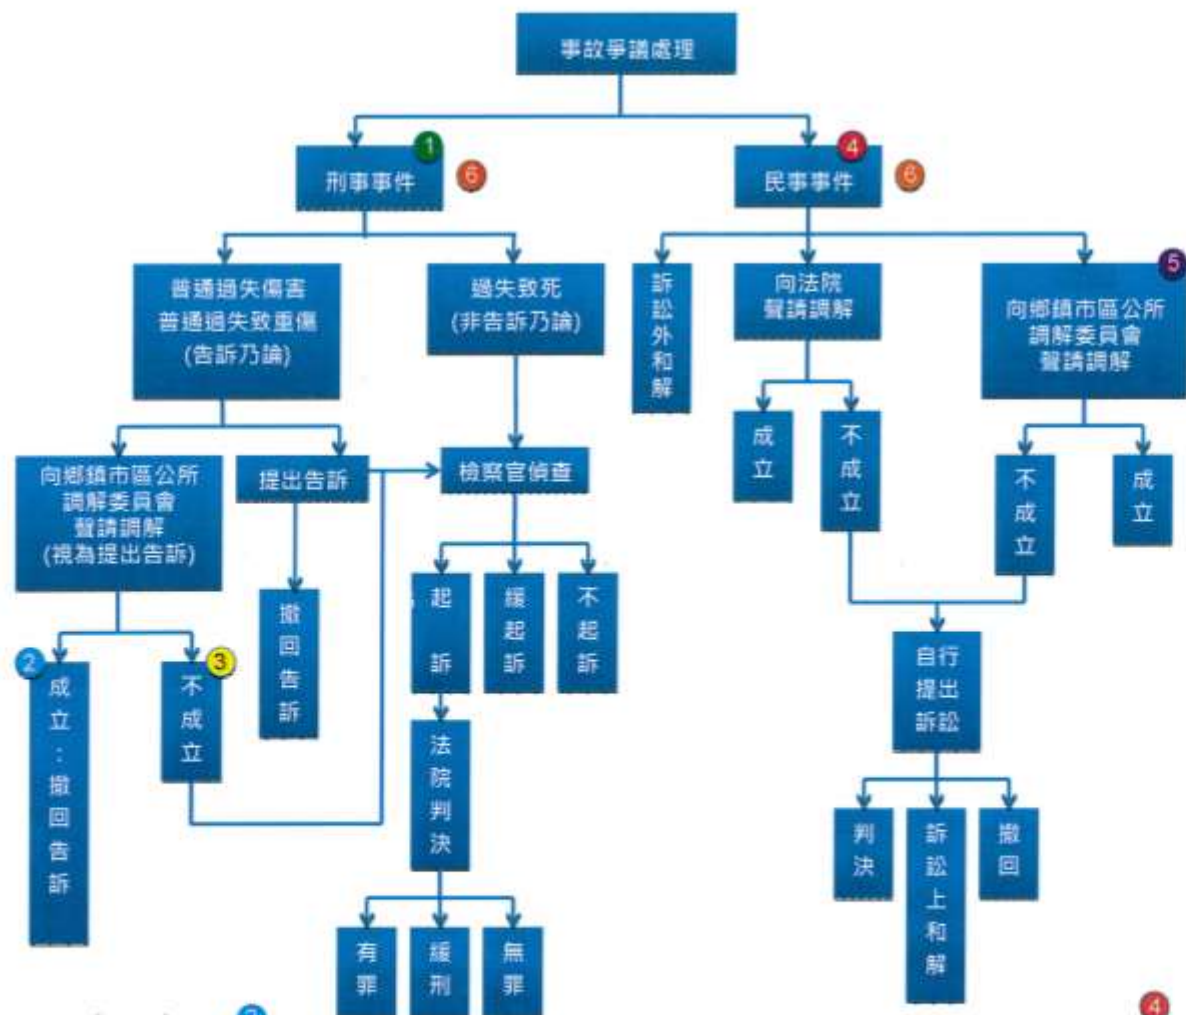 事故爭議處理
1
刑事事件
6
4
民事事件
6
普通過失傷害
普通過失致重傷
(告訴乃論)
過失致死
(非告訴乃論)
訴訟外和解
向法院
聲請調解
5
向鄉鎮市區公所
調解委員會
聲請調解
成立
不成立
向鄉鎮市區公所
調解委員會
聲請調解
(視為提出告訴)
提出告訴
檢察官偵查
不成立
成立
撤回告訴
起訴
緩起訴
不起訴
2
成立：撤回告訴
3
不成立
自行
提出
訴訟
法院判決
判決
訴訟上和解
撤回
有罪
緩刑
無罪
4